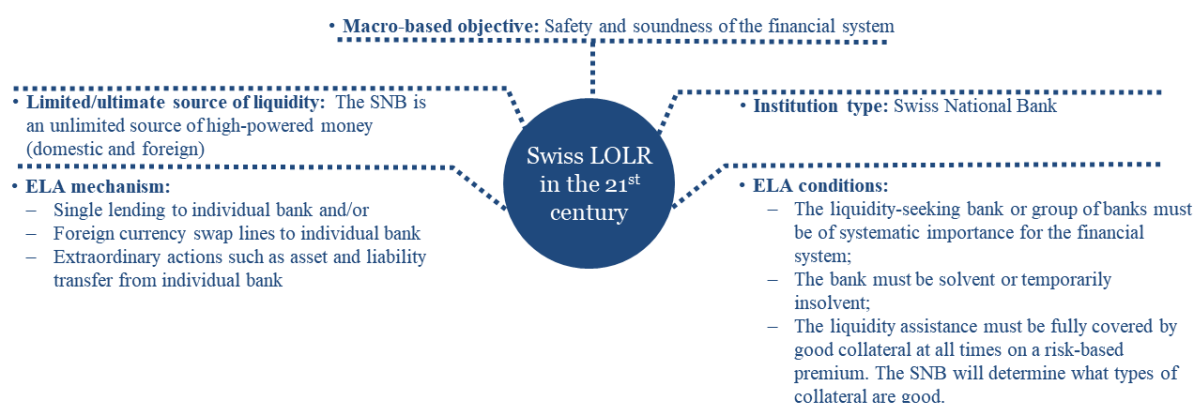 • Macro-based objective: Safety and soundness of the financial system
• Limited/ultimate source of liquidity: The SNB is
an unlimited source of high-powered money
(domestic and foreign)
• Institution type: Swiss National Bank
Swiss LOLR
in the 21st
century
• ELA mechanism:
– Single lending to individual bank and/or
– Foreign currency swap lines to individual bank
– Extraordinary actions such as asset and liability
transfer from individual bank
• ELA conditions:
– The liquidity-seeking bank or group of banks must
be of systematic importance for the financial
system;
– The bank must be solvent or temporarily
insolvent;
– The liquidity assistance must be fully covered by
good collateral at all times on a risk-based
premium. The SNB will determine what types of
collateral are good.